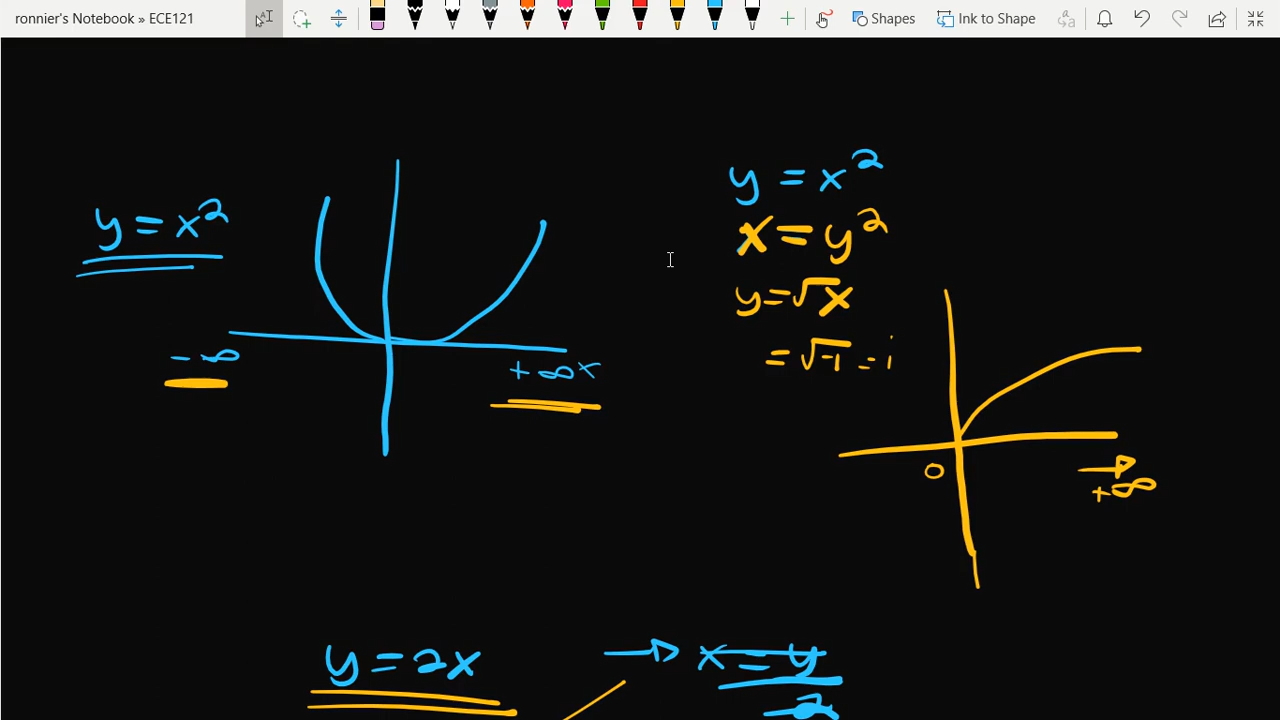 ronnier's Notebook » ECE121
Shapes
Ink to Shape
y = x²
-∞
+∞ x
y = x²
x = y²
y = √x
= √-1 = i
0
+∞
y = 2x
→ x = y
2